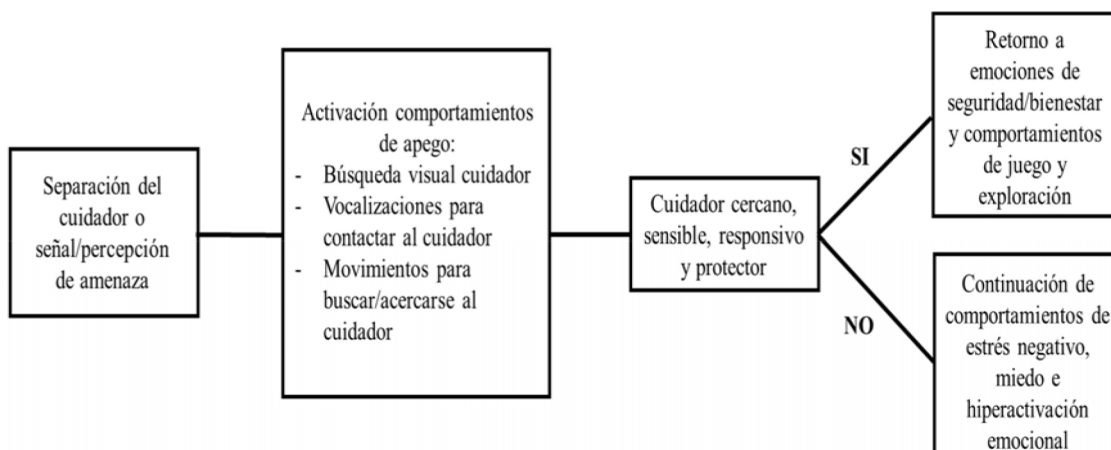 Separación del
cuidador o
señal/percepción
de amenaza
Activación comportamientos
de apego:
- Búsqueda visual cuidador
- Vocalizaciones para
contactar al cuidador
- Movimientos para
buscar/acercarse al
cuidador
Cuidador cercano,
sensible, responsivo
y protector
SI
Retorno a
emociones de
seguridad/bienestar
y comportamientos
de juego y
exploración
NO
Continuación de
comportamientos de
estrés negativo,
miedo e
hiperactivación
emocional